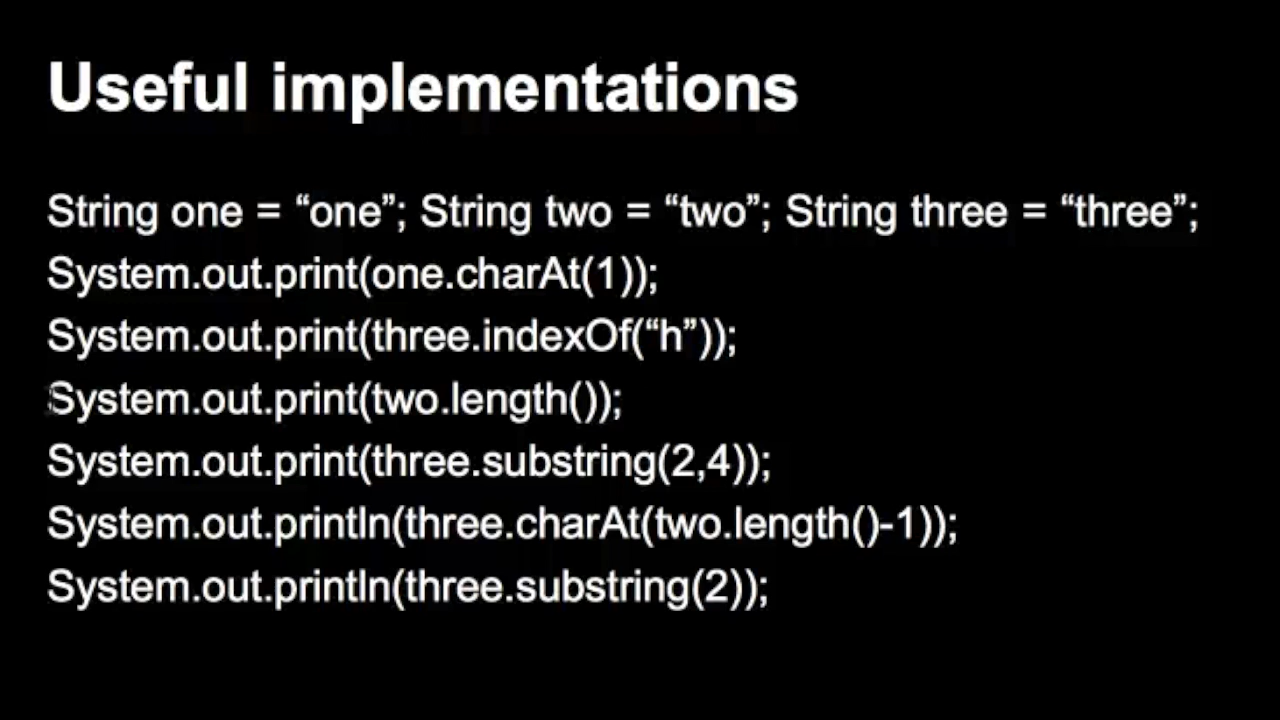 Useful implementations
String one = “one”; String two = “two”; String three = “three”;
System.out.print(one.charAt(1));
System.out.print(three.indexOf(“h”));
System.out.print(two.length());
System.out.print(three.substring(2,4));
System.out.println(three.charAt(two.length()-1));
System.out.println(three.substring(2));